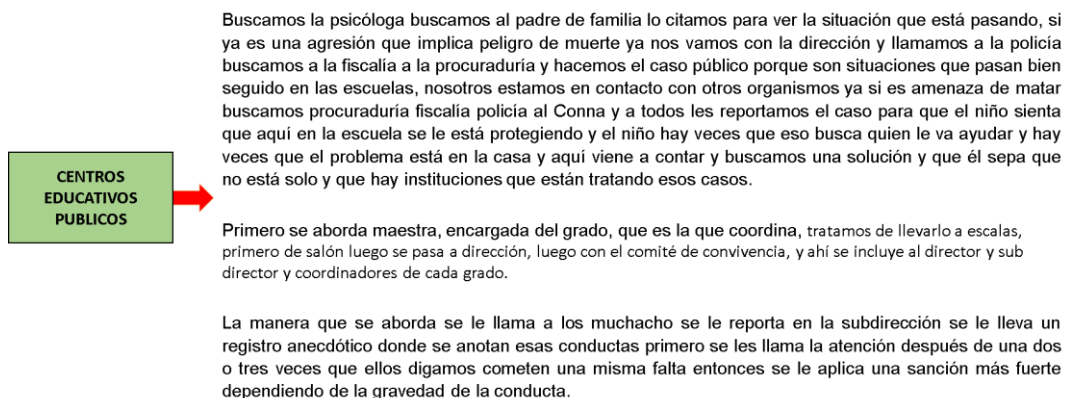 Buscamos la psicóloga buscamos al padre de familia lo citamos para ver la situación que está pasando, si
ya es una agresión que implica peligro de muerte ya nos vamos con la dirección y llamamos a la policía
buscamos a la fiscalía a la procuraduría y hacemos el caso público porque son situaciones que pasan bien
seguido en las escuelas, nosotros estamos en contacto con otros organismos ya si es amenaza de matar
buscamos procuraduría fiscalía policía al Conna y a todos les reportamos el caso para que el niño sienta
que aquí en la escuela se le está protegiendo y el niño hay veces que eso busca quien le va ayudar y hay
veces que el problema está en la casa y aquí viene a contar y buscamos una solución y que él sepa que
no está solo y que hay instituciones que están tratando esos casos.
CENTROS
EDUCATIVOS
PUBLICOS
Primero se aborda maestra, encargada del grado, que es la que coordina, tratamos de llevarlo a escalas,
primero de salón luego se pasa a dirección, luego con el comité de convivencia, y ahí se incluye al director y sub
director y coordinadores de cada grado.
La manera que se aborda se le llama a los muchacho se le reporta en la subdirección se le lleva un
registro anecdótico donde se anotan esas conductas primero se les llama la atención después de una dos
o tres veces que ellos digamos cometen una misma falta entonces se le aplica una sanción más fuerte
dependiendo de la gravedad de la conducta.